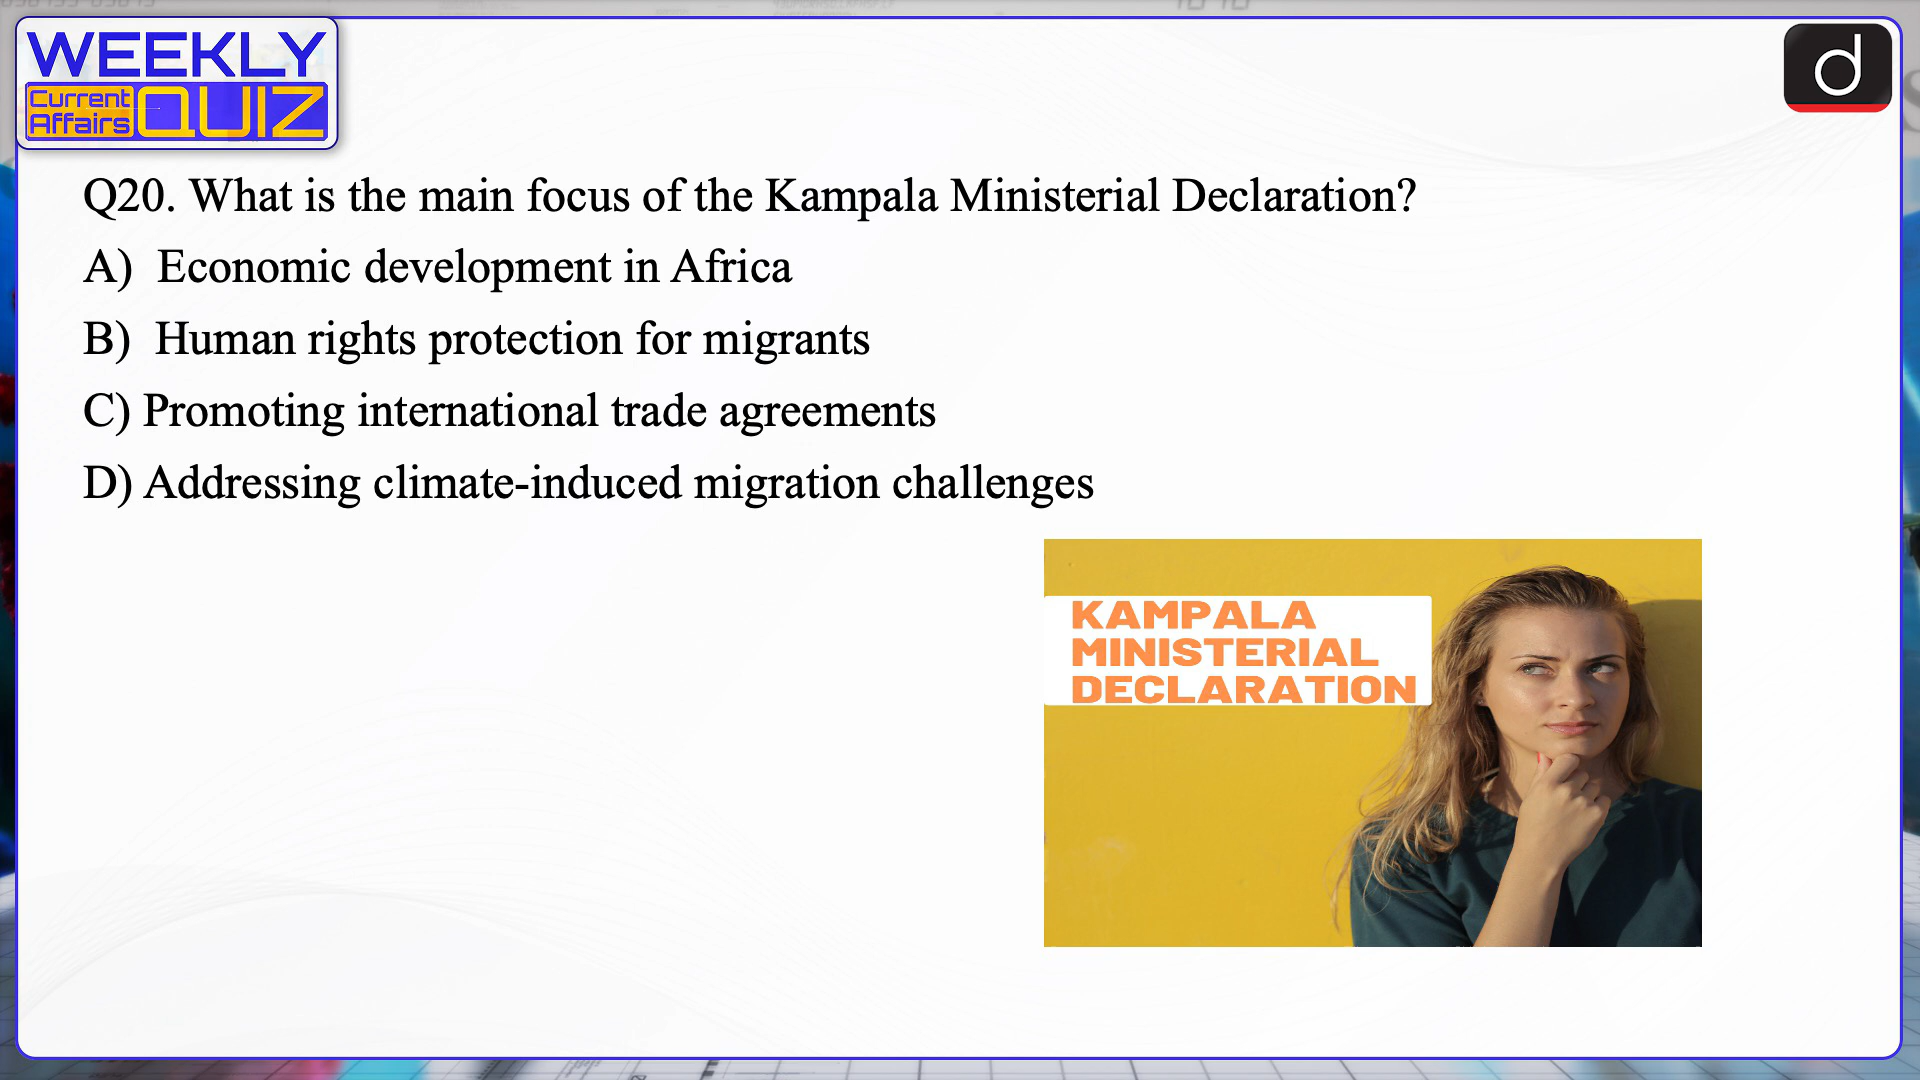 WEEKLY
Current
Affairs
QUIZ
d
Q20. What is the main focus of the Kampala Ministerial Declaration?
A) Economic development in Africa
B) Human rights protection for migrants
C) Promoting international trade agreements
D) Addressing climate-induced migration challenges
KAMPALA
MINISTERIAL
DECLARATION